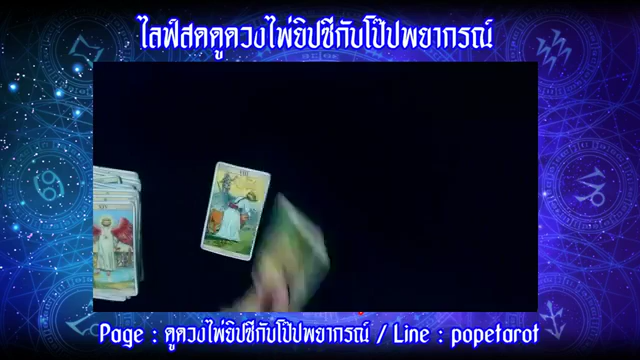 ไลฟ์สดดูดวงไพ่ยิปซีกับโป๊ปพยากรณ์
Page : ดูดวงไพ่ยิปซีกับโป๊ปพยากรณ์ / Line : popetarot